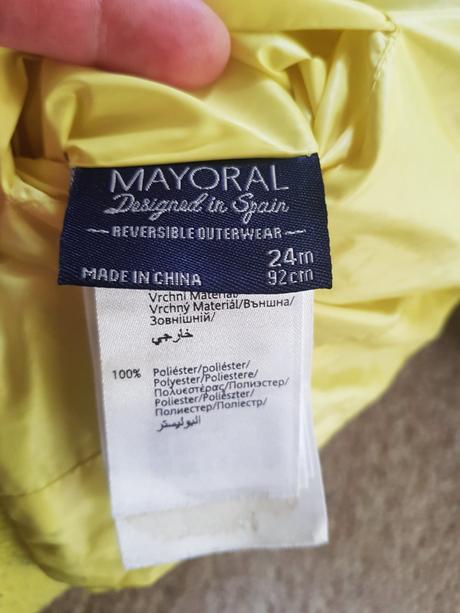 MAYORAL
Designed in Spain
REVERSIBLE OUTERWEAR
24m
MADE IN CHINA 92cm
Vrchní Materiál
Vrchný Materiál/Външна/
Зовнішній/
خارجي
100% Poliéster/poliéster/
Polyester/Poliestere/
Πολυεστέρας/Полиэстер/
Poliester/Poliészter/
Полиестер/Поліестр/
البوليستر